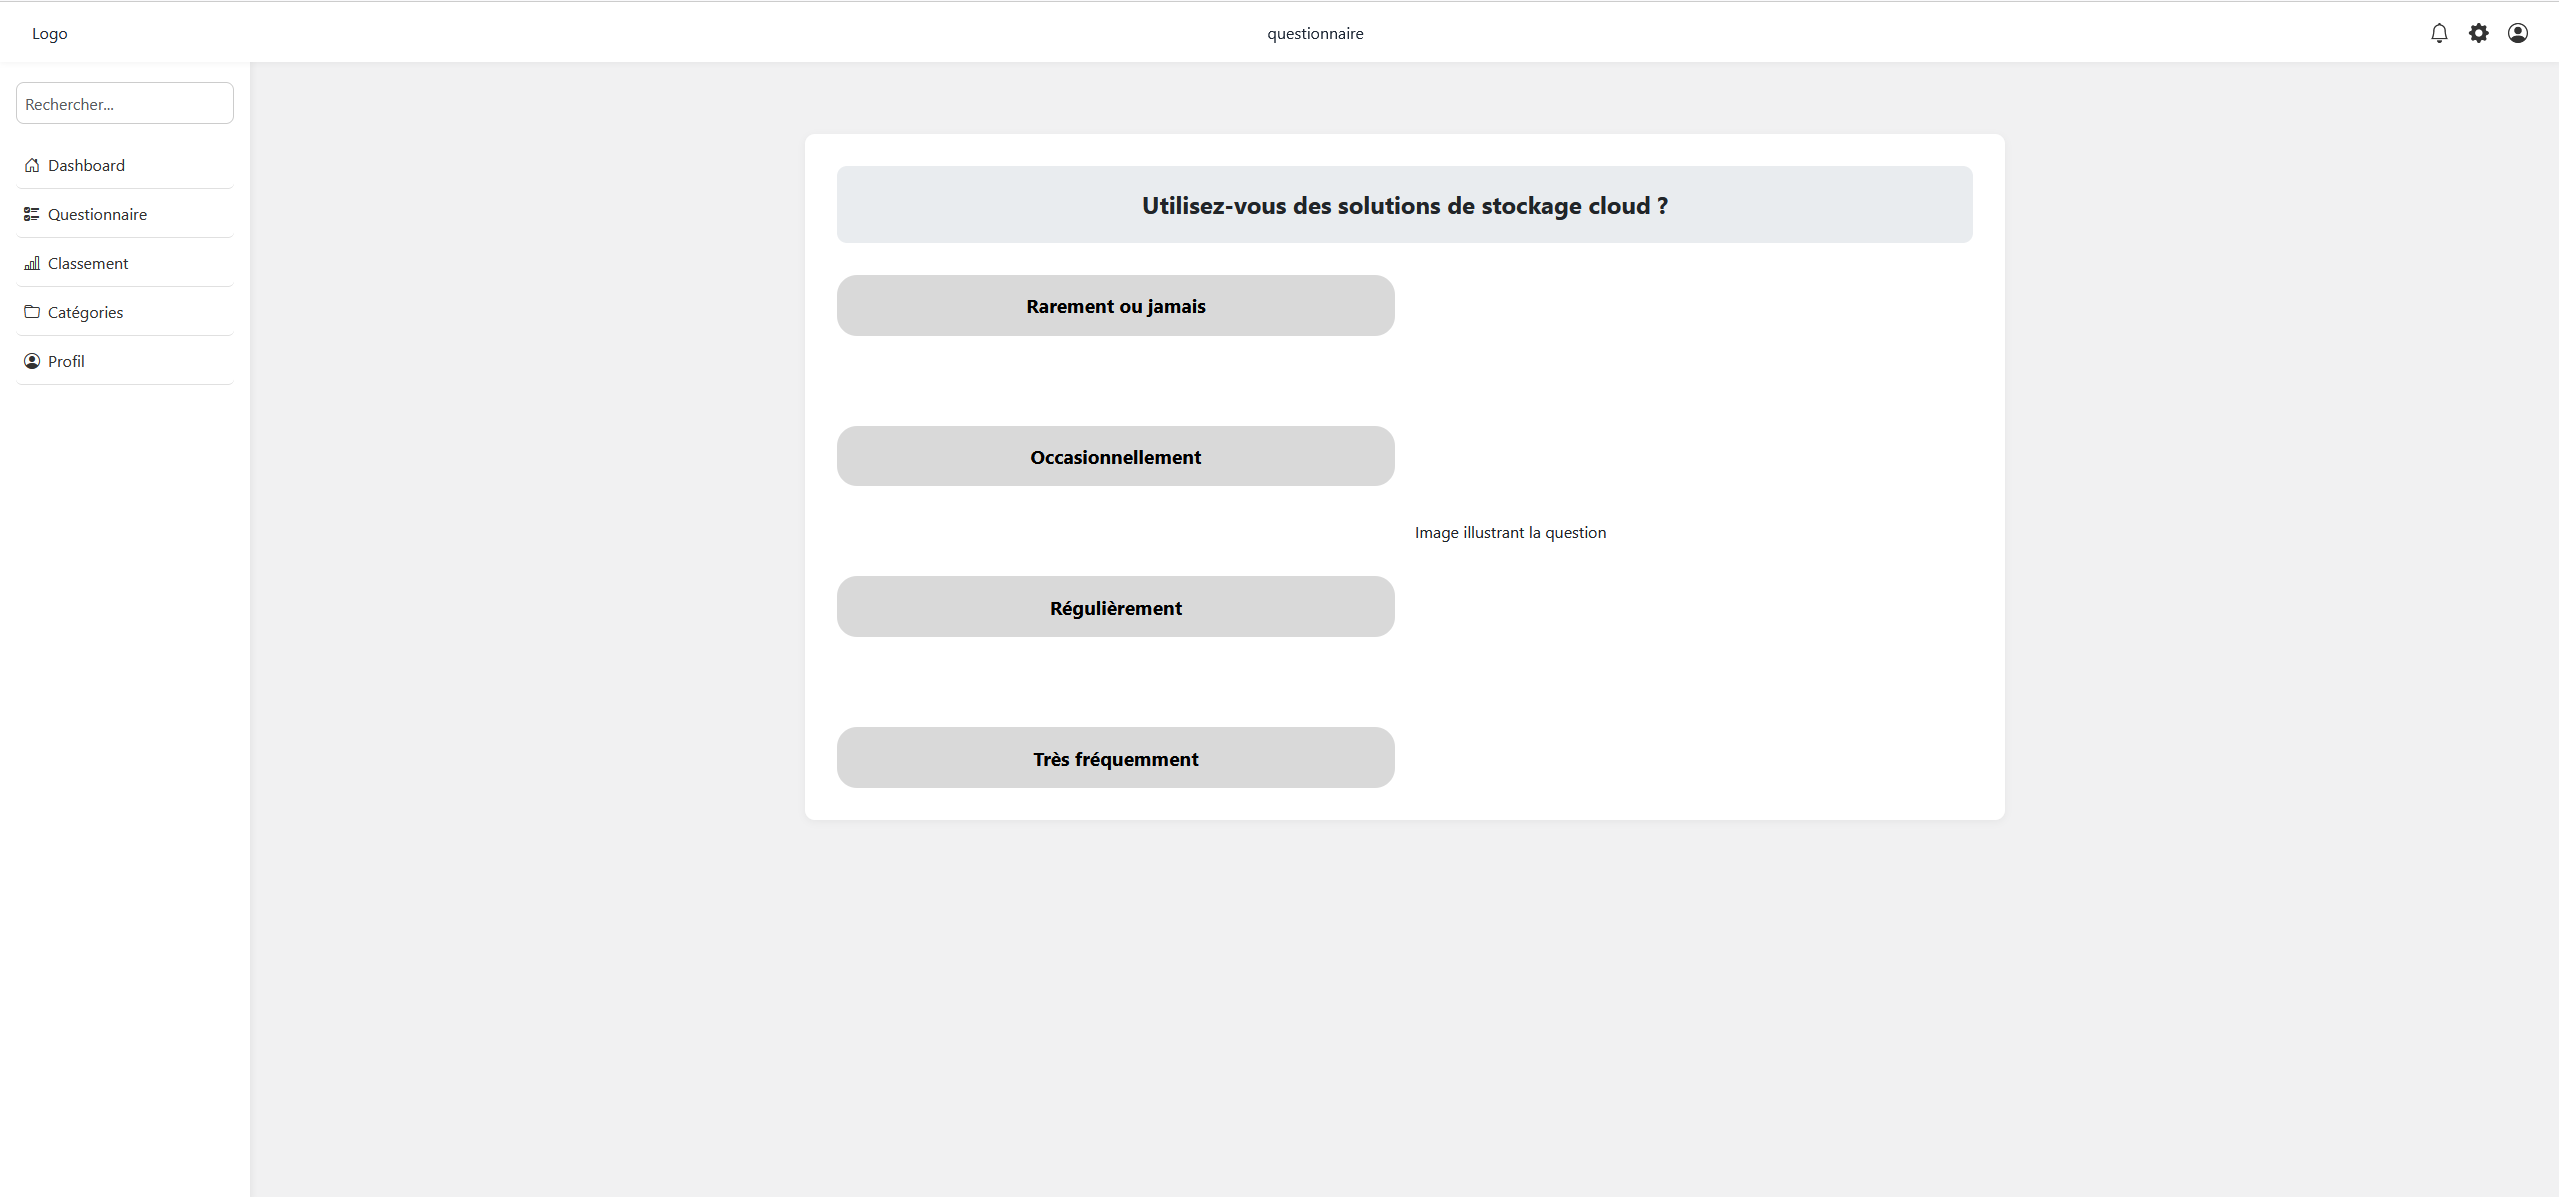 Logo
questionnaire
Rechercher...
Dashboard
Questionnaire
Classement
Catégories
Profil
Utilisez-vous des solutions de stockage cloud ?
Rarement ou jamais
Occasionnellement
Image illustrant la question
Régulièrement
Très fréquemment